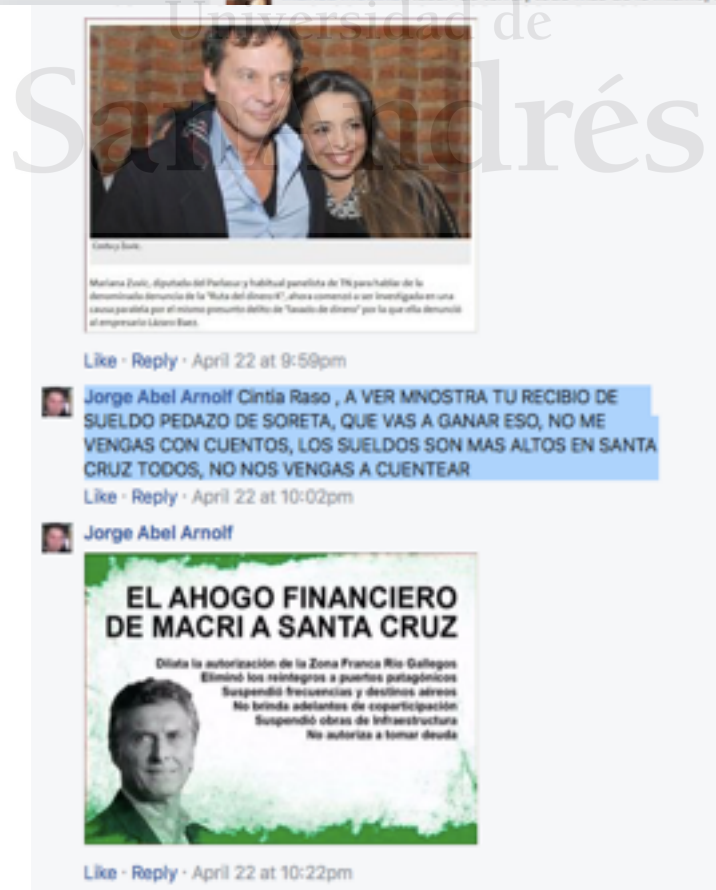 Universidad de
San Andrés
Mariana Zuvic, diputada del Parlasur y habitual panelista de TN para hablar de la
denominada denuncia de la "Ruta del dinero K", ahora comenzó a ser investigada en una
causa paralela por el mismo presunto delito de "lavado de dinero" por la que ella denunció
al empresario Lázaro Baez.
Like · Reply · April 22 at 9:59pm
Jorge Abel Arnolf Cintia Raso , A VER MNOSTRA TU RECIBIO DE
SUELDO PEDAZO DE SORETA, QUE VAS A GANAR ESO, NO ME
VENGAS CON CUENTOS, LOS SUELDOS SON MAS ALTOS EN SANTA
CRUZ TODOS, NO NOS VENGAS A CUENTEAR
Like · Reply · April 22 at 10:02pm
Jorge Abel Arnolf
EL AHOGO FINANCIERO
DE MACRI A SANTA CRUZ
Dilata la autorización de la Zona Franca Río Gallegos
Eliminó los reintegros a puertos patagónicos
Suspendió frecuencias y destinos aéreos
No brinda adelantos de coparticipación
Suspendió obras de Infraestructura
No autoriza a tomar deuda
Like · Reply · April 22 at 10:22pm